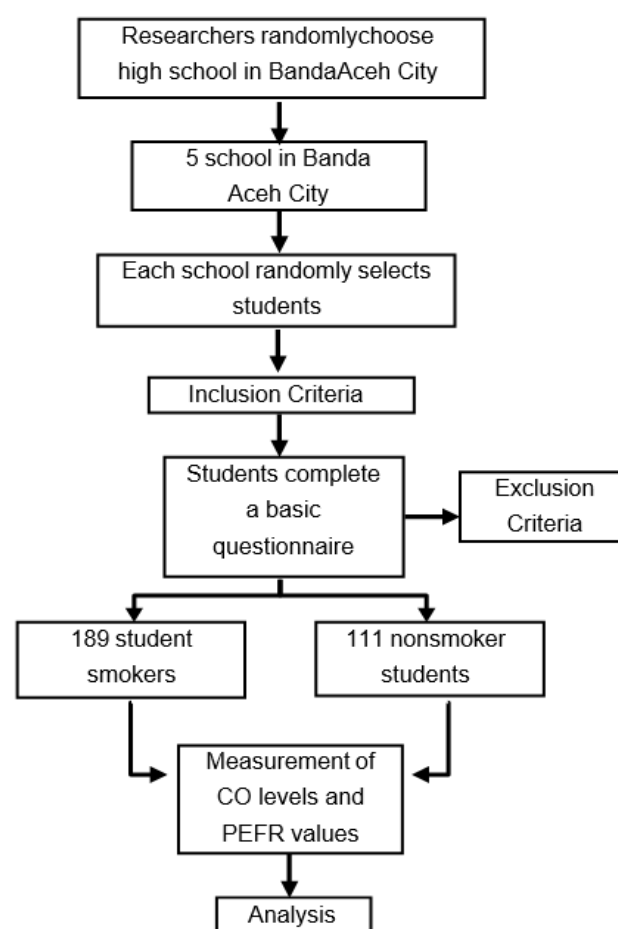 Researchers randomlychoose
high school in BandaAceh City
5 school in Banda
Aceh City
Each school randomly selects
students
Inclusion Criteria
Students complete
a basic
questionnaire
Exclusion
Criteria
189 student
smokers
111 nonsmoker
students
Measurement of
CO levels and
PEFR values
Analysis